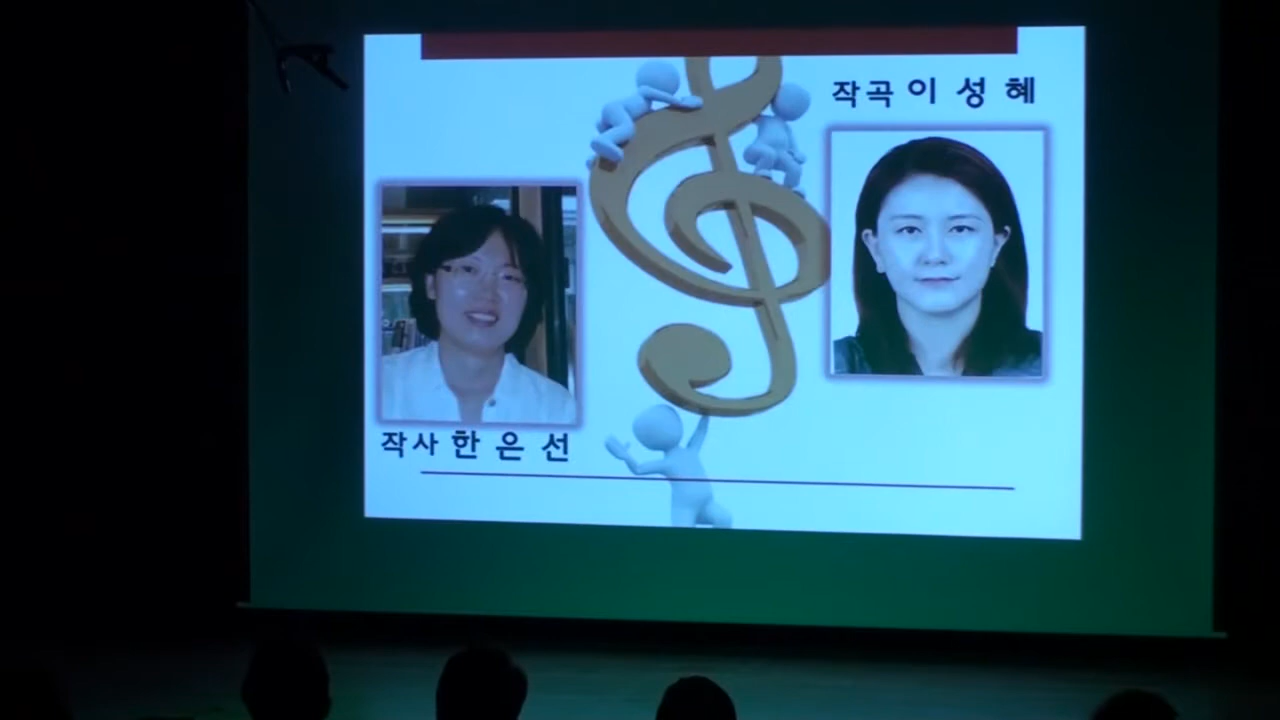 작곡 이 성 혜
작사 한 은 선